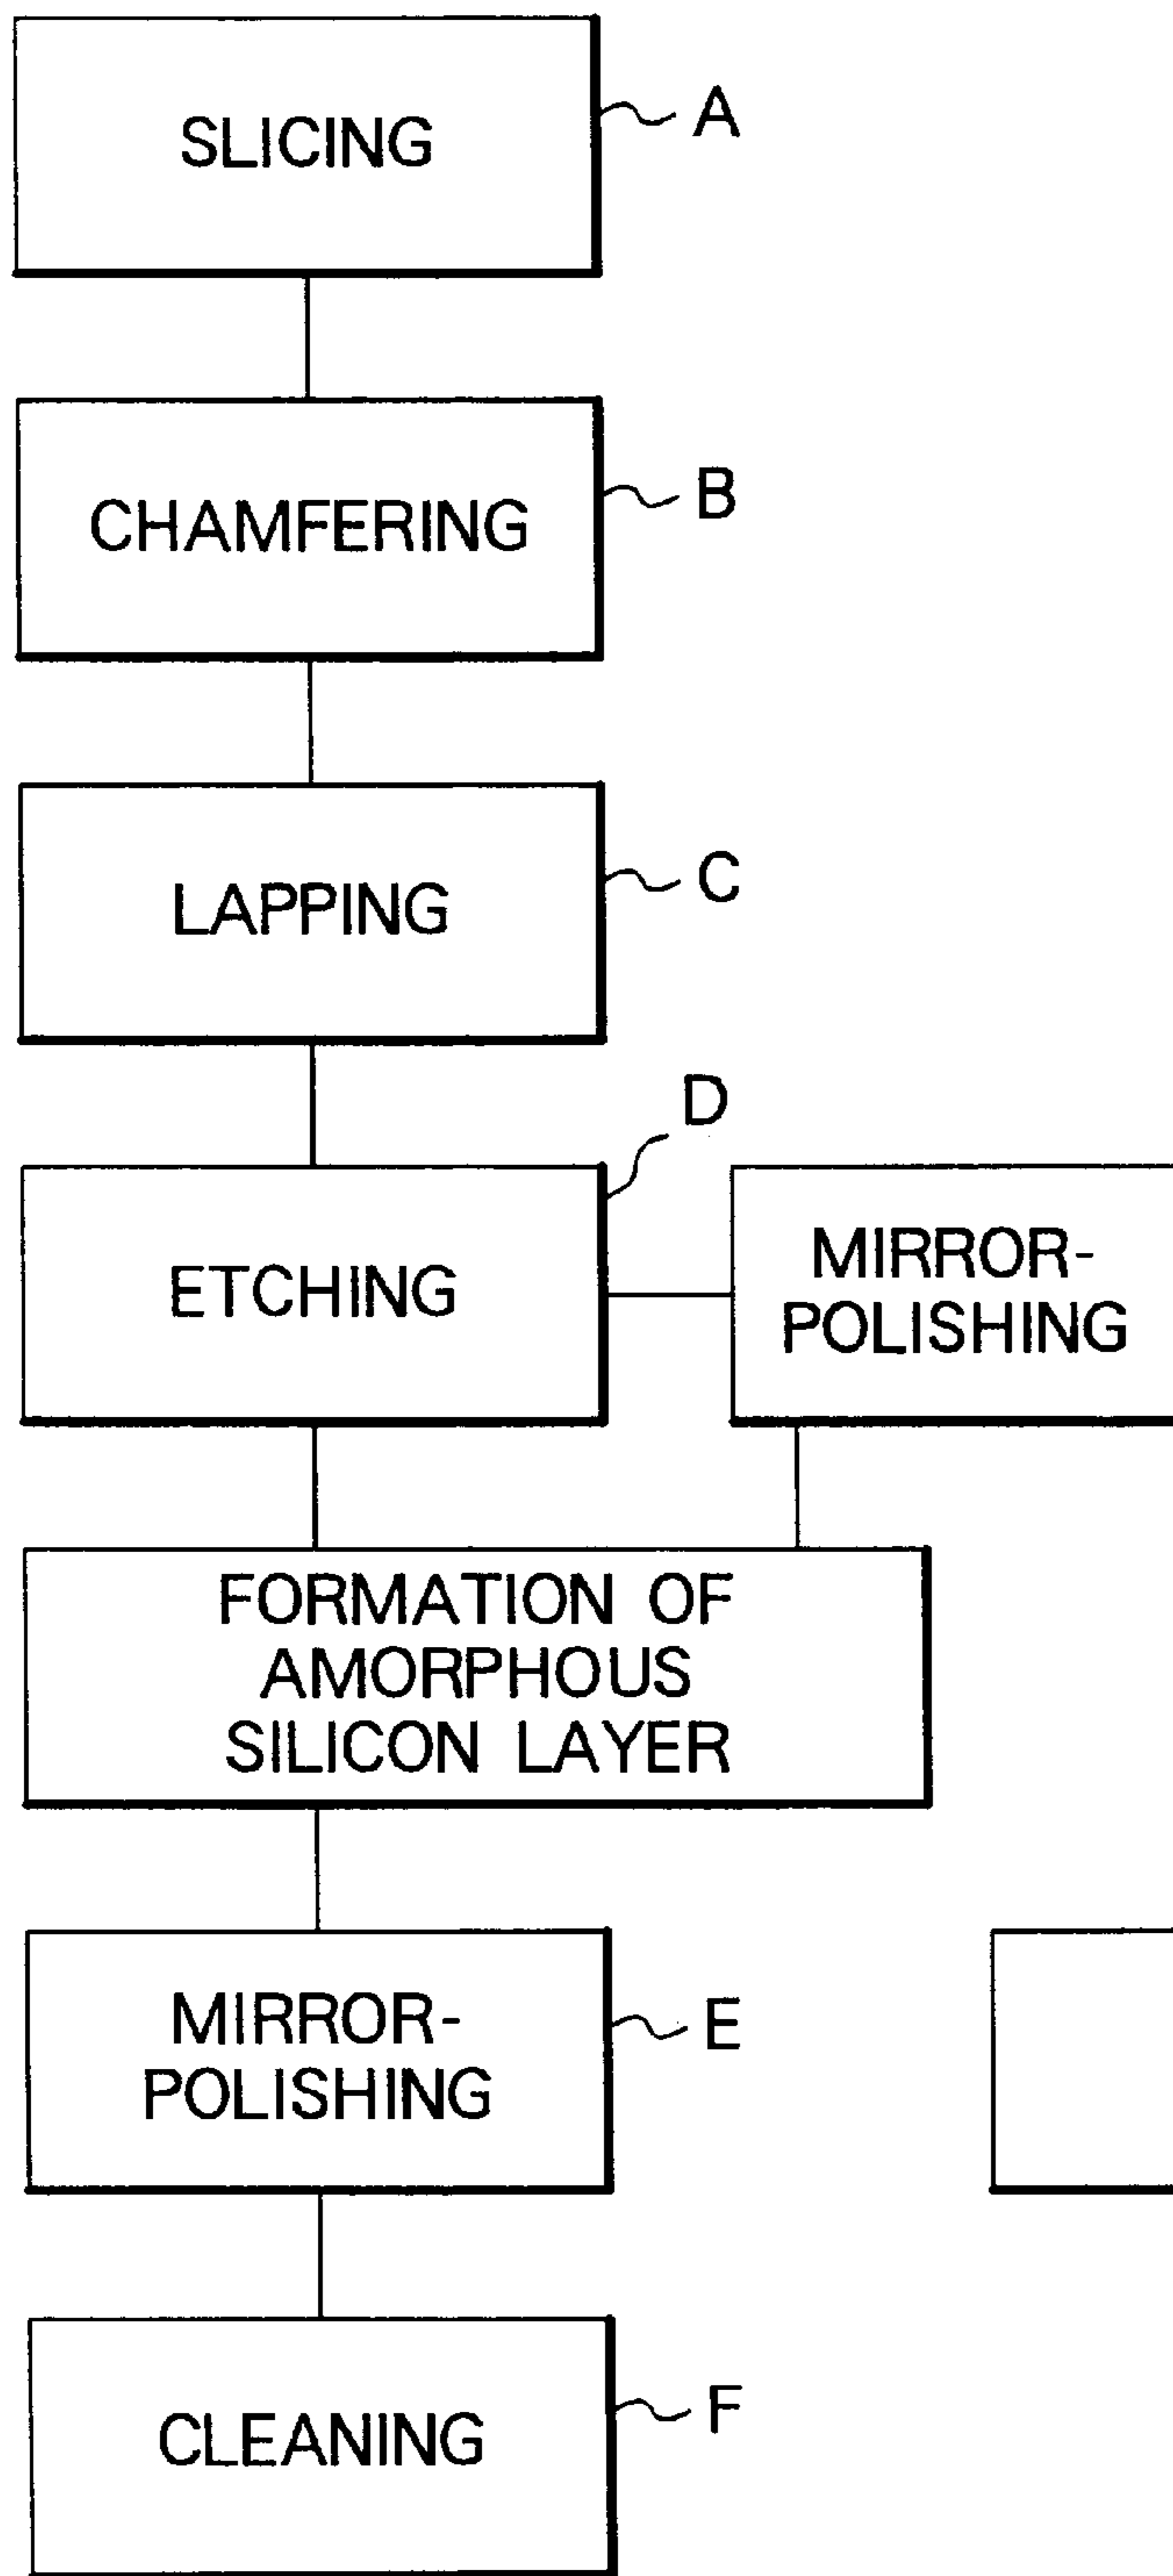 SLICING
A
CHAMFERING
B
LAPPING
C
D
ETCHING
MIRROR-
POLISHING
FORMATION OF
AMORPHOUS
SILICON LAYER
MIRROR-
POLISHING
E
CLEANING
F